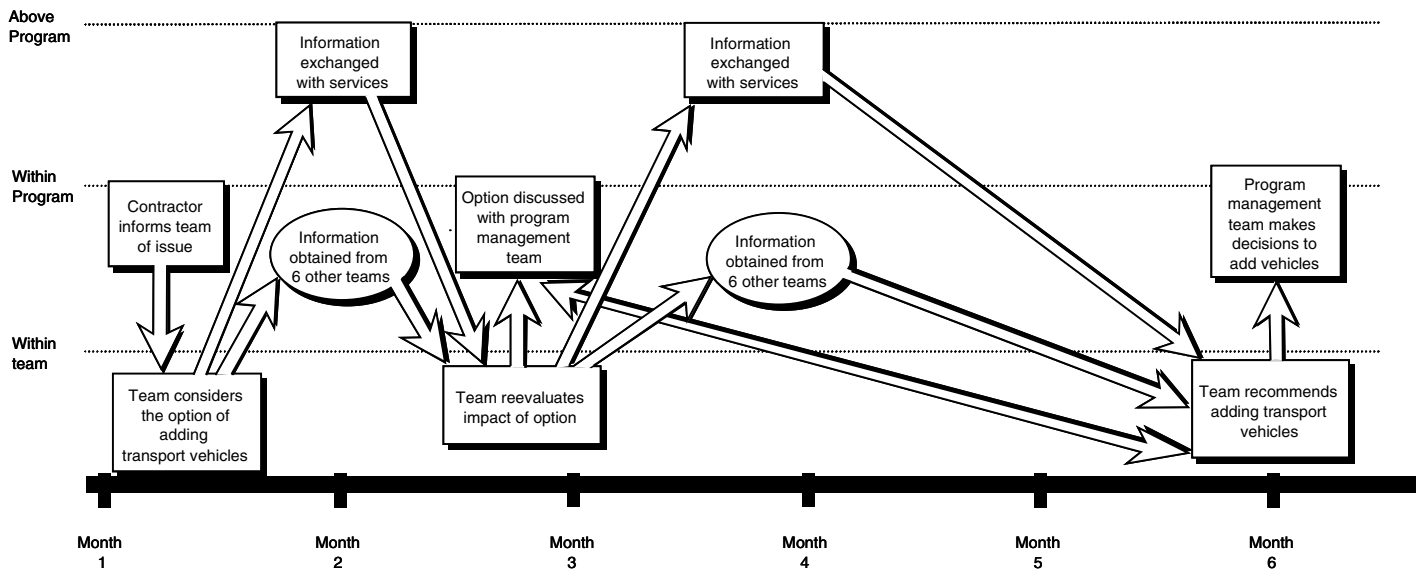 Above
Program
Information
exchanged
with services
Information
exchanged
with services
Within
Program
Contractor
informs team
of issue
Information
obtained from
6 other teams
Option discussed
with program
management
team
Information
obtained from
6 other teams
Program
management
team makes
decisions to
add vehicles
Within
team
Team considers
the option of
adding
transport vehicles
Team reevaluates
impact of option
Team recommends
adding transport
vehicles
Month
1
Month
2
Month
3
Month
4
Month
5
Month
6